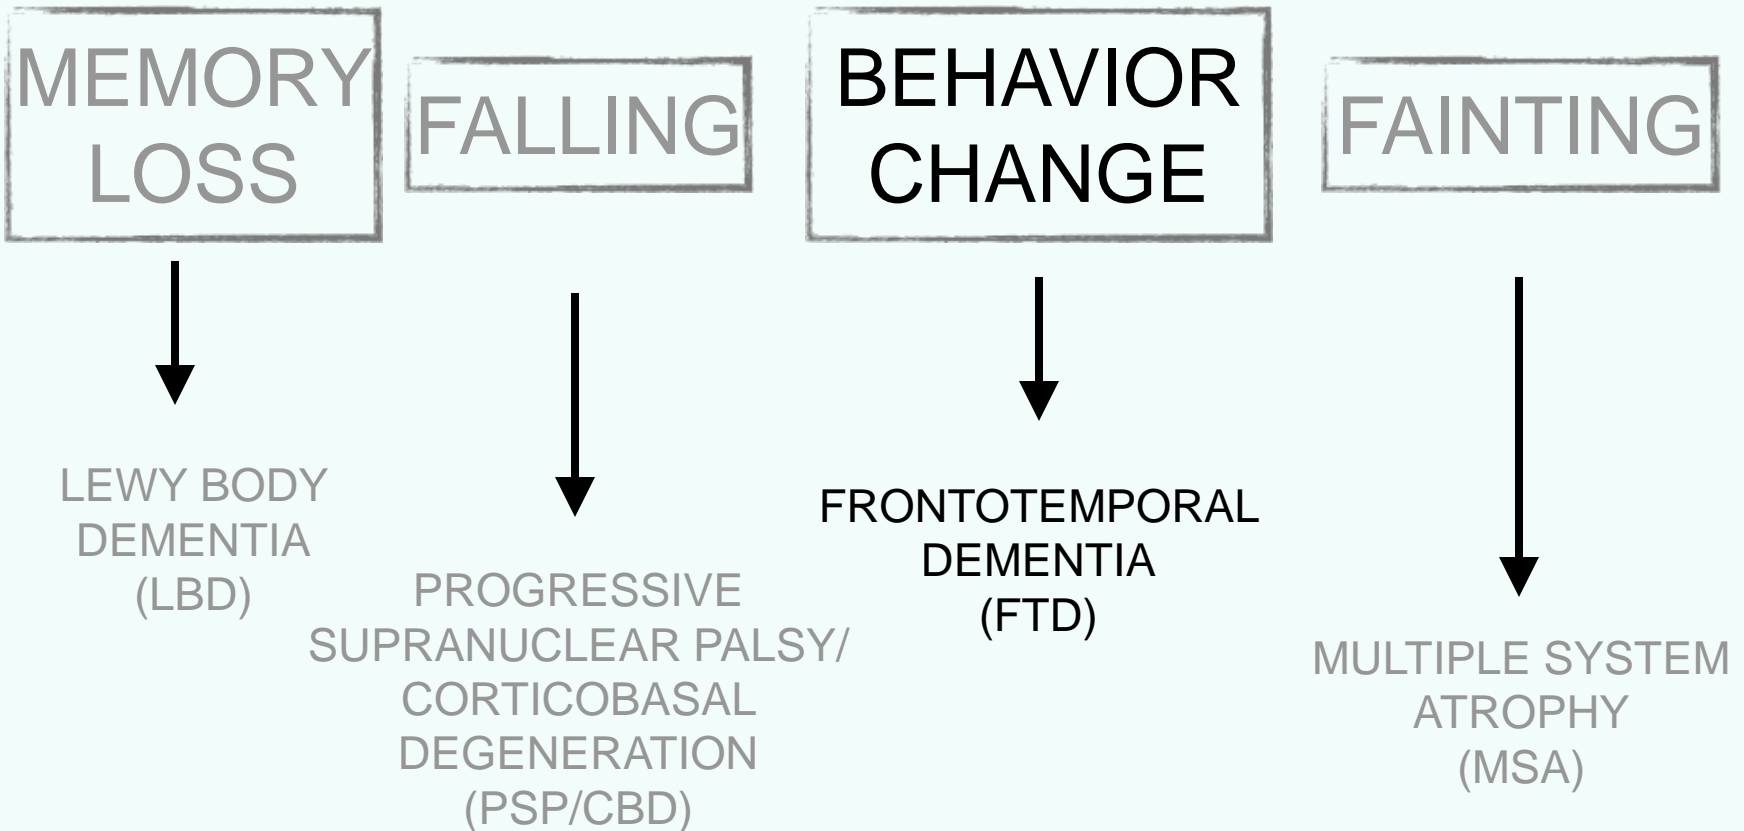 MEMORY
LOSS
FALLING
BEHAVIOR
CHANGE
FAINTING
LEWY BODY
DEMENTIA
(LBD)
PROGRESSIVE
SUPRANUCLEAR PALSY/
CORTICOBASAL
DEGENERATION
(PSP/CBD)
FRONTOTEMPORAL
DEMENTIA
(FTD)
MULTIPLE SYSTEM
ATROPHY
(MSA)